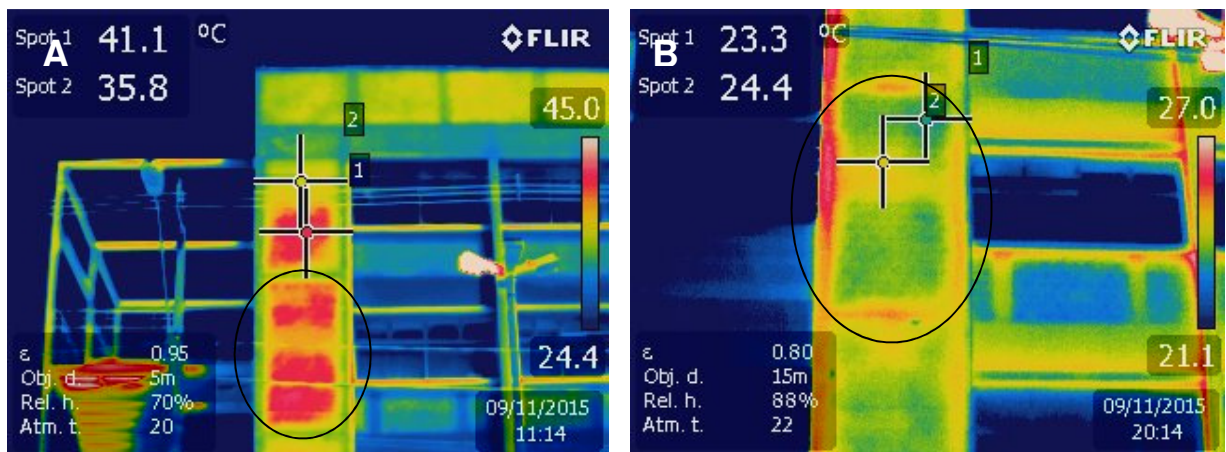 A
Spot 1 41.1 ºC
Spot 2 35.8
FLIR
2
1
45.0
24.4
ε 0.95
Obj. d. 5m
Rel. h. 70%
Atm. t. 20
09/11/2015
11:14
B
Spot 1 23.3 ºC
Spot 2 24.4
FLIR
1
2
27.0
21.1
ε 0.80
Obj. d. 15m
Rel. h. 88%
Atm. t. 22
09/11/2015
20:14